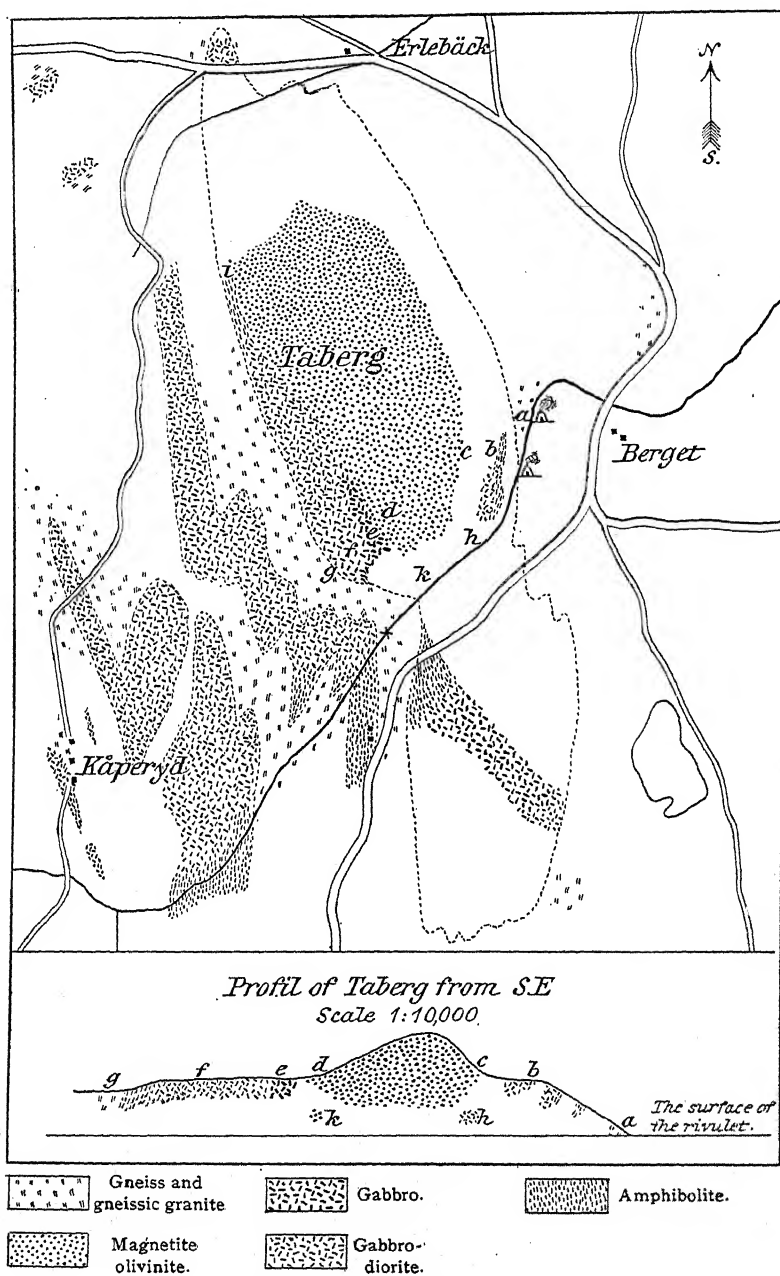 Erlebäck
N
S.
i
Taberg
a
c b
Berget
d
e
h
f
g
k
Kåperyd
Profil of Taberg from SE
Scale 1:10,000
g f e d c b
k h a
The surface of
the rivulet.
Gneiss and
gneissic granite
Gabbro.
Amphibolite.
Magnetite
olivinite.
Gabbro-
diorite.